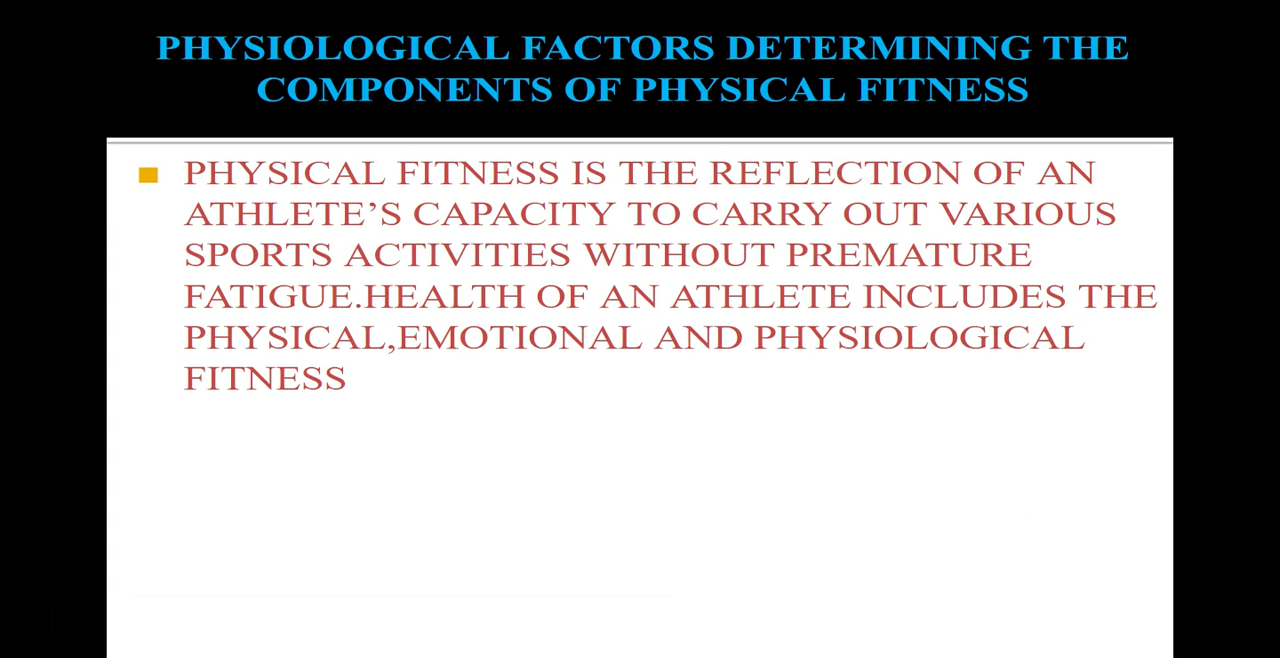 PHYSIOLOGICAL FACTORS DETERMINING THE
COMPONENTS OF PHYSICAL FITNESS
PHYSICAL FITNESS IS THE REFLECTION OF AN
ATHLETE’S CAPACITY TO CARRY OUT VARIOUS
SPORTS ACTIVITIES WITHOUT PREMATURE
FATIGUE.HEALTH OF AN ATHLETE INCLUDES THE
PHYSICAL,EMOTIONAL AND PHYSIOLOGICAL
FITNESS